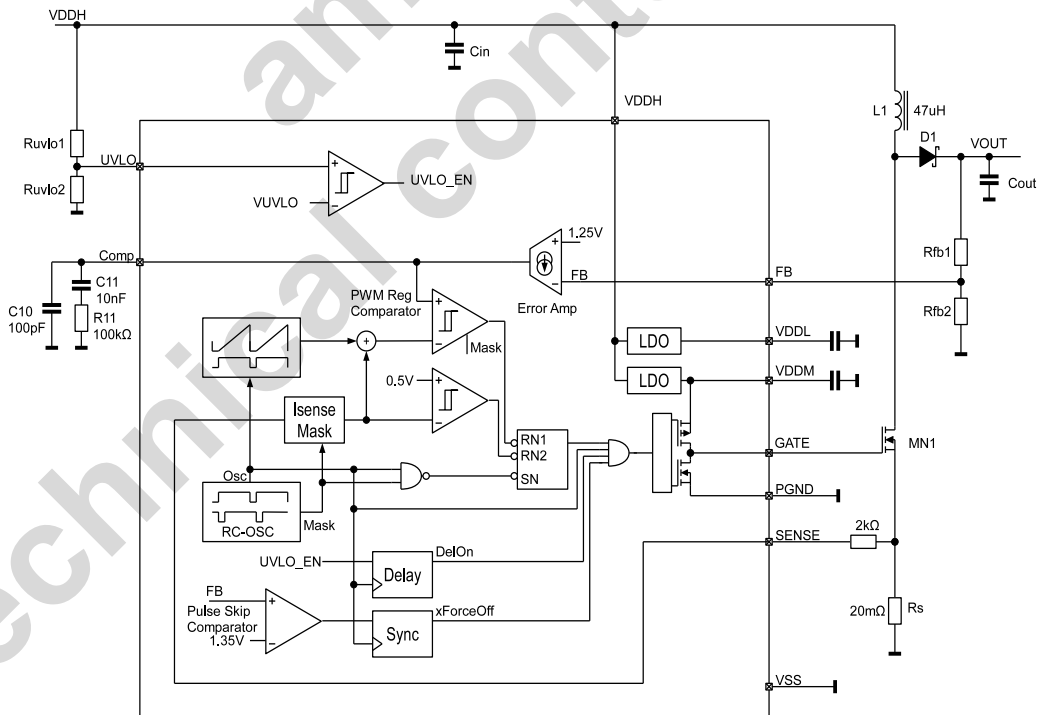 VDDH
Cin
VDDH
L1
47uH
D1
VOUT
Cout
Ruvlo1
UVLO
Ruvlo2
UVLO_EN
VUVLO
1.25V
Comp
FB
FB
Rfb1
Rfb2
Error Amp
C11
10nF
C10
100pF
R11
100kΩ
PWM Reg
Comparator
Mask
LDO
VDDL
LDO
VDDM
0.5V
Isense
Mask
RN1
RN2
SN
GATE
MN1
Osc
PGND
RC-OSC
Mask
SENSE
2kΩ
UVLO_EN
Delay
DelOn
FB
Pulse Skip
Comparator
1.35V
Sync
xForceOff
20mΩ
Rs
VSS
am
technical conte